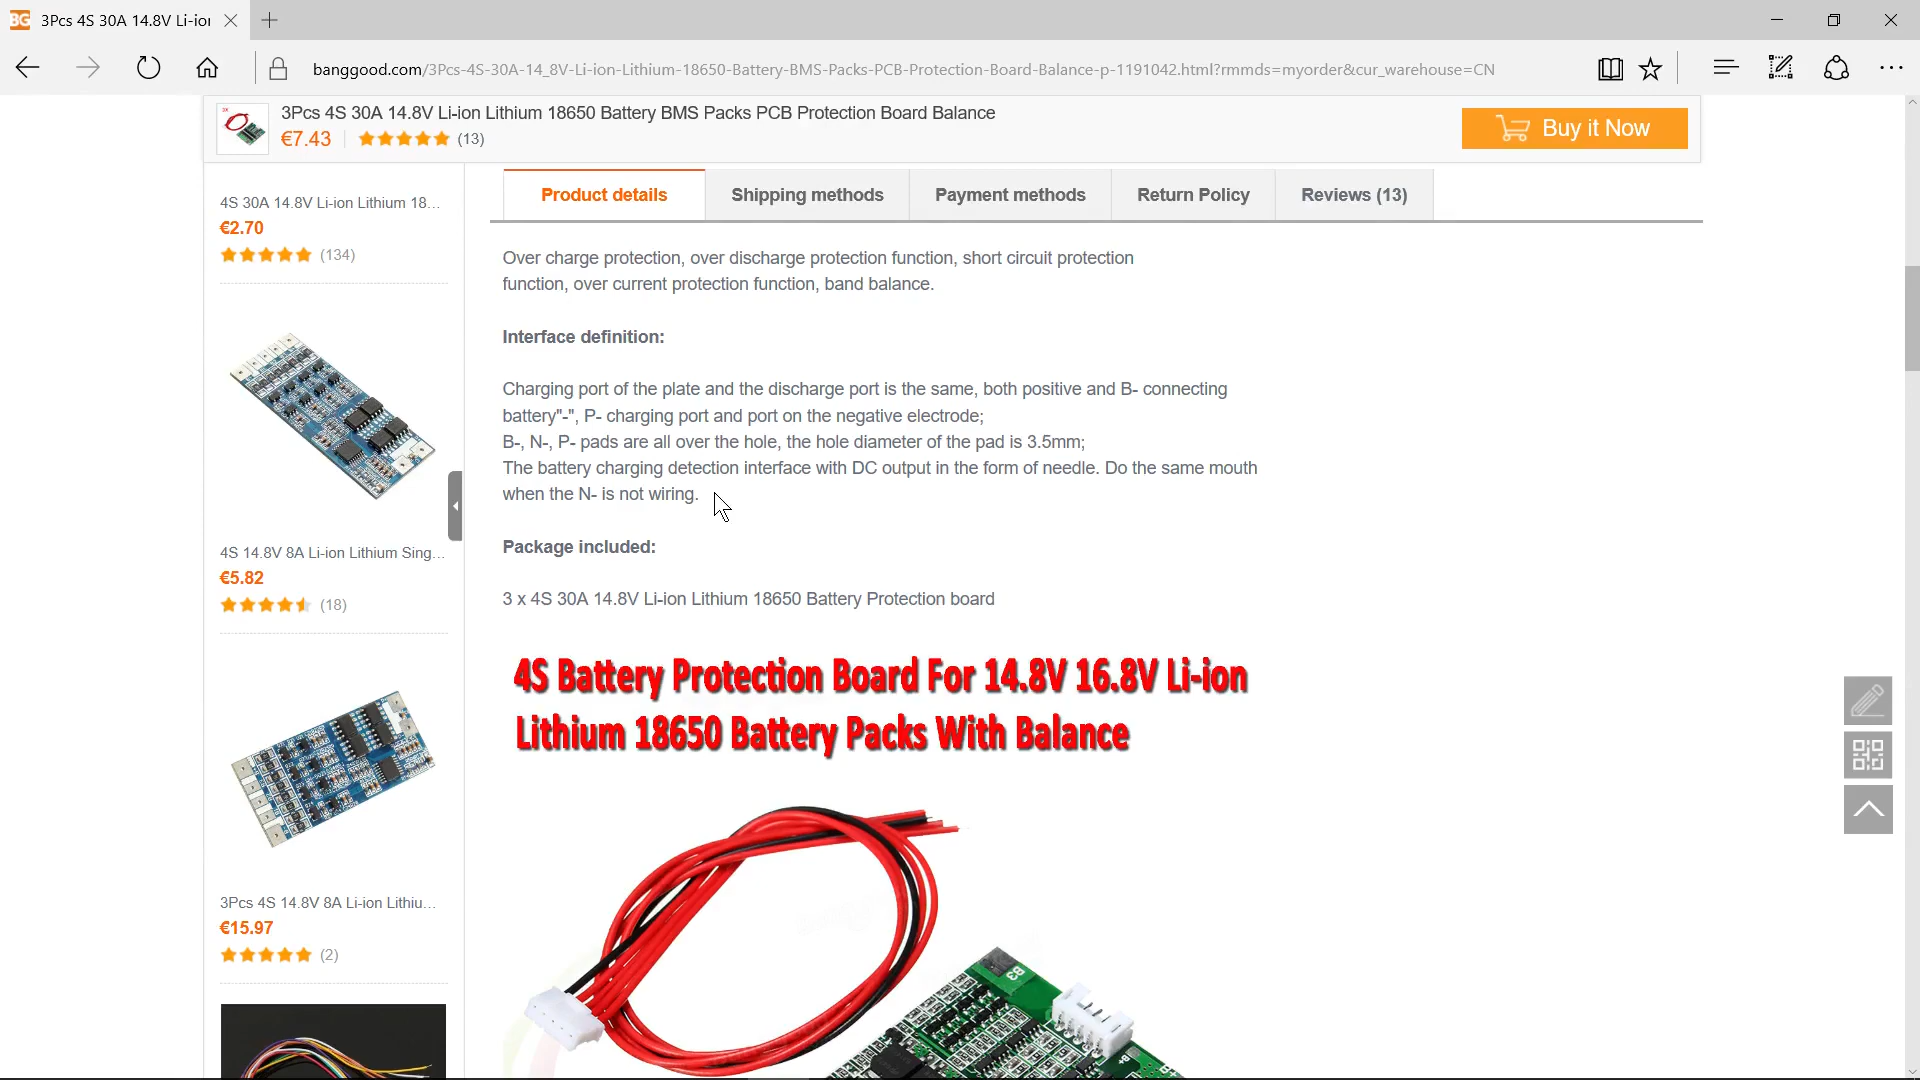 BG 3Pcs 4S 30A 14.8V Li-ior
banggood.com/3Pcs-4S-30A-14_8V-Li-ion-Lithium-18650-Battery-BMS-Packs-PCB-Protection-Board-Balance-p-1191042.html?rmmds=myorder&cur_warehouse=CN
3Pcs 4S 30A 14.8V Li-ion Lithium 18650 Battery BMS Packs PCB Protection Board Balance
€7.43 (13)
Buy it Now
4S 30A 14.8V Li-ion Lithium 18...
€2.70
(134)
4S 14.8V 8A Li-ion Lithium Sing...
€5.82
(18)
3Pcs 4S 14.8V 8A Li-ion Lithiu...
€15.97
(2)
Product details Shipping methods Payment methods Return Policy Reviews (13)
Over charge protection, over discharge protection function, short circuit protection
function, over current protection function, band balance.
Interface definition:
Charging port of the plate and the discharge port is the same, both positive and B- connecting
battery"-", P- charging port and port on the negative electrode;
B-, N-, P- pads are all over the hole, the hole diameter of the pad is 3.5mm;
The battery charging detection interface with DC output in the form of needle. Do the same mouth
when the N- is not wiring.
Package included:
3 x 4S 30A 14.8V Li-ion Lithium 18650 Battery Protection board
4S Battery Protection Board For 14.8V 16.8V Li-ion
Lithium 18650 Battery Packs With Balance
B3
B+